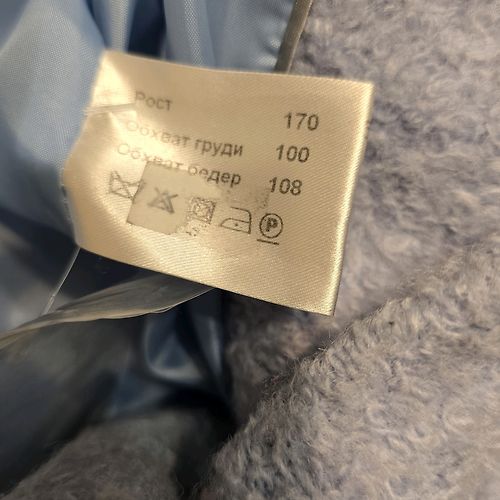 Рост 170
Обхват груди 100
Обхват бедер 108
P